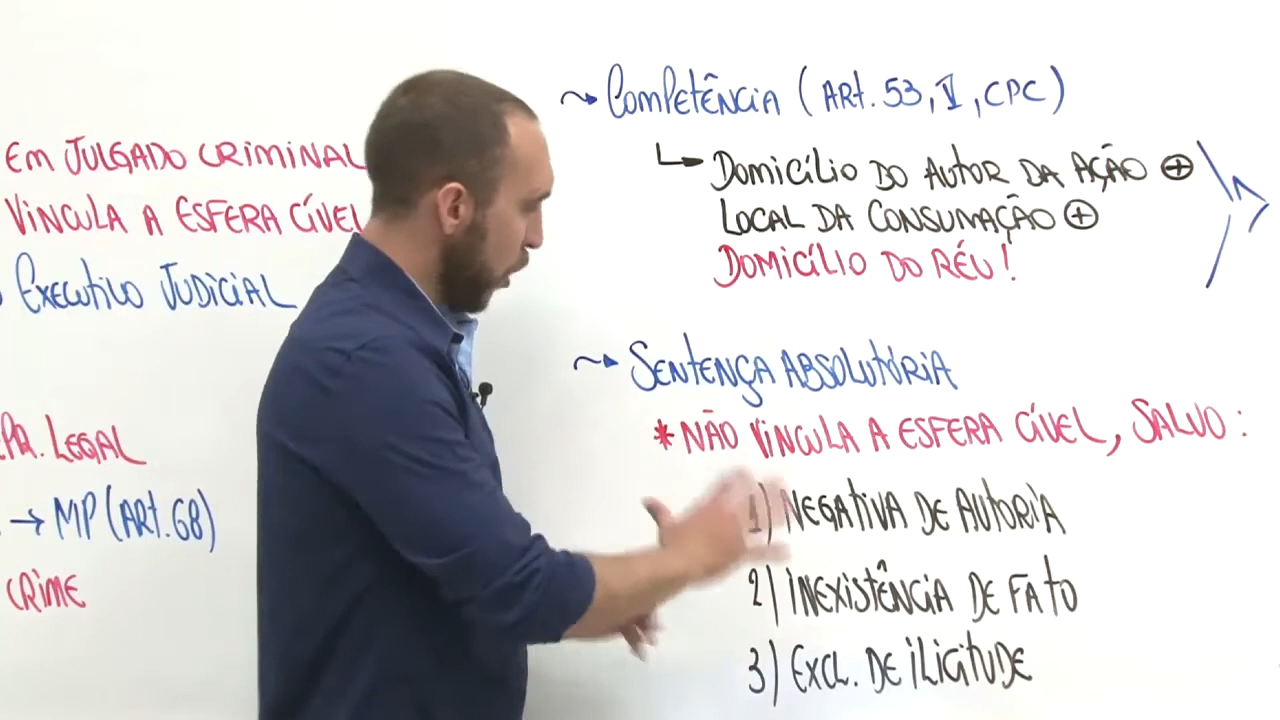 EM JULGADO CRIMINAL
VINCULA A ESFERA CÍVEL
EXECUTIVO JUDICIAL
PR. LEGAL
→ MP (ART. 68)
CRIME
COMPETÊNCIA (ART. 53, V, CPC)
DOMICÍLIO DO AUTOR DA AÇÃO ⊕
LOCAL DA CONSUMAÇÃO ⊕
DOMICÍLIO DO RÉU!
SENTENÇA ABSOLUTÓRIA
* NÃO VINCULA A ESFERA CÍVEL, SALVO:
1) NEGATIVA DE AUTORIA
2) INEXISTÊNCIA DE FATO
3) EXCL. DE ILICITUDE